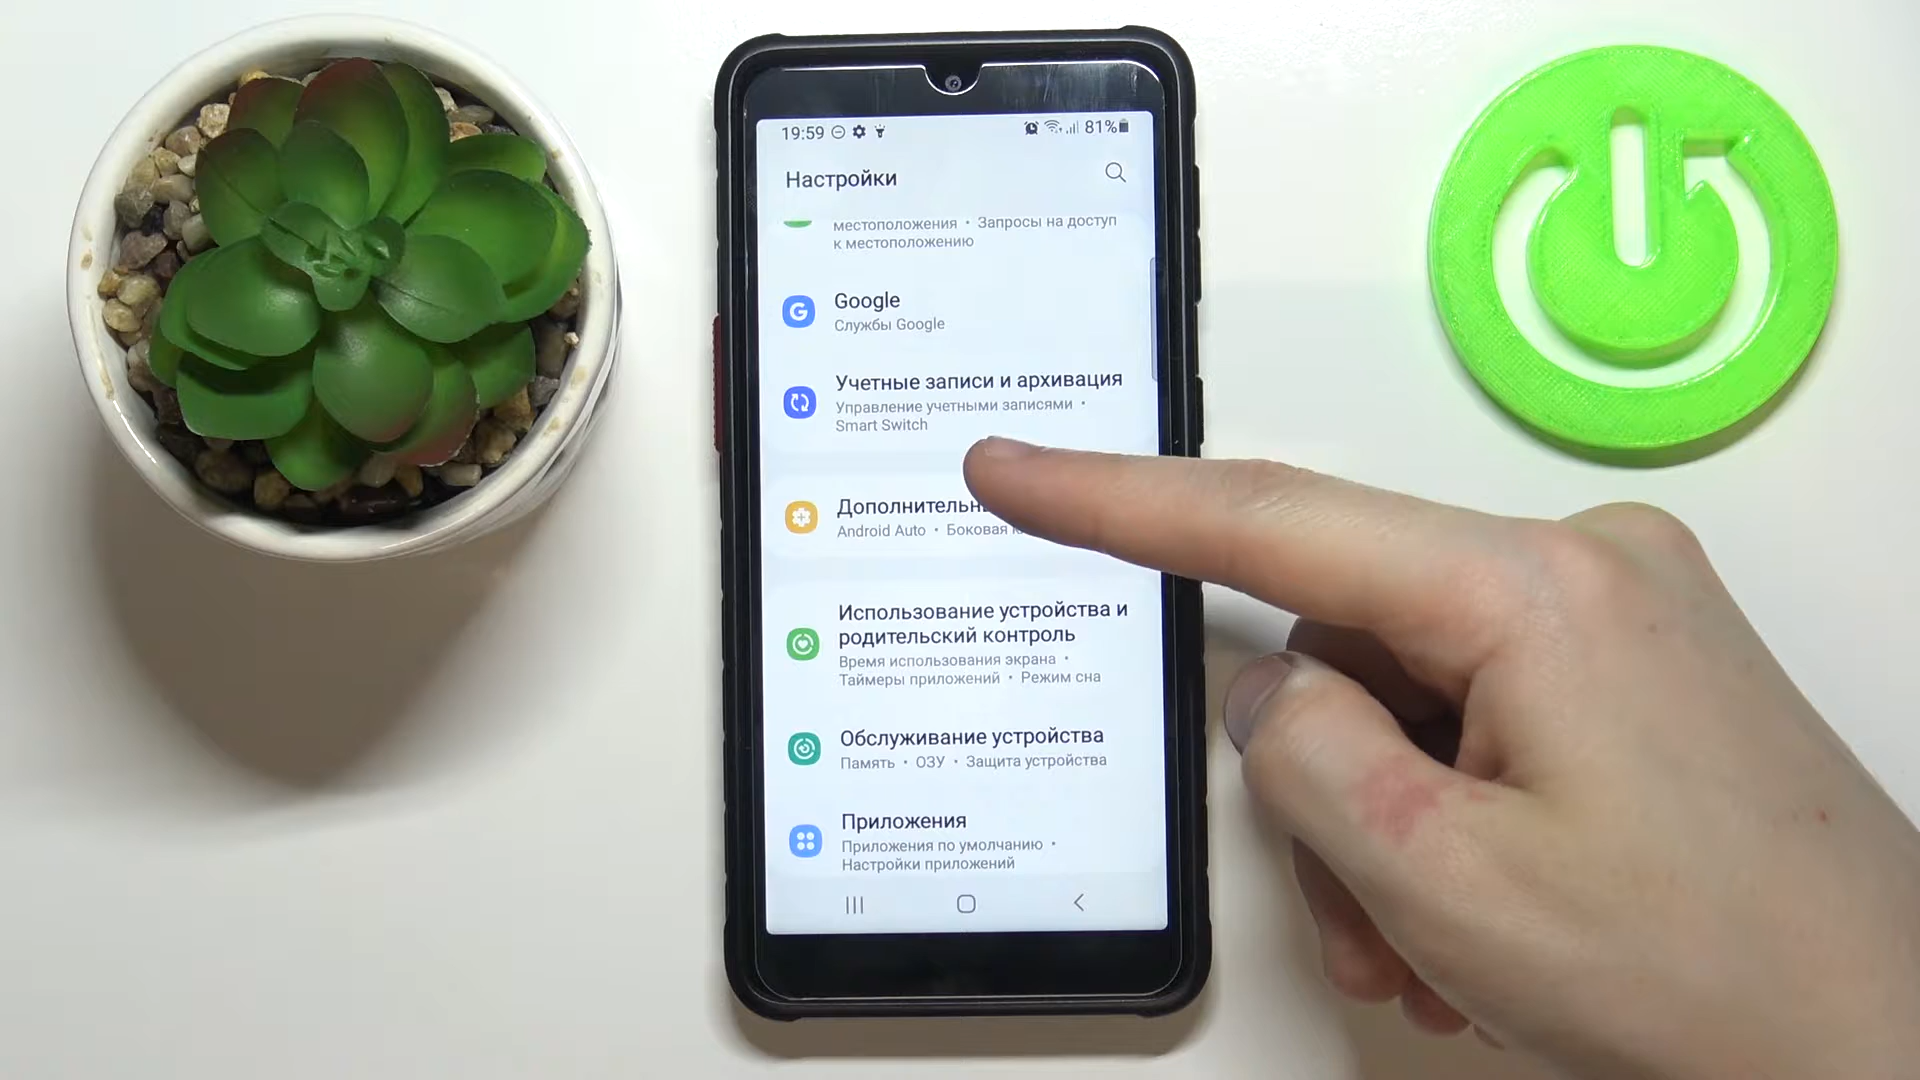 19:59 81%
Настройки
местоположения • Запросы на доступ
к местоположению
G
Google
Службы Google
Учетные записи и архивация
Управление учетными записями •
Smart Switch
Android Auto • Боковая
Использование устройства и
родительский контроль
Время использования экрана •
Таймеры приложений • Режим сна
Обслуживание устройства
Память • ОЗУ • Защита устройства
Приложения
Приложения по умолчанию •
Настройки приложений